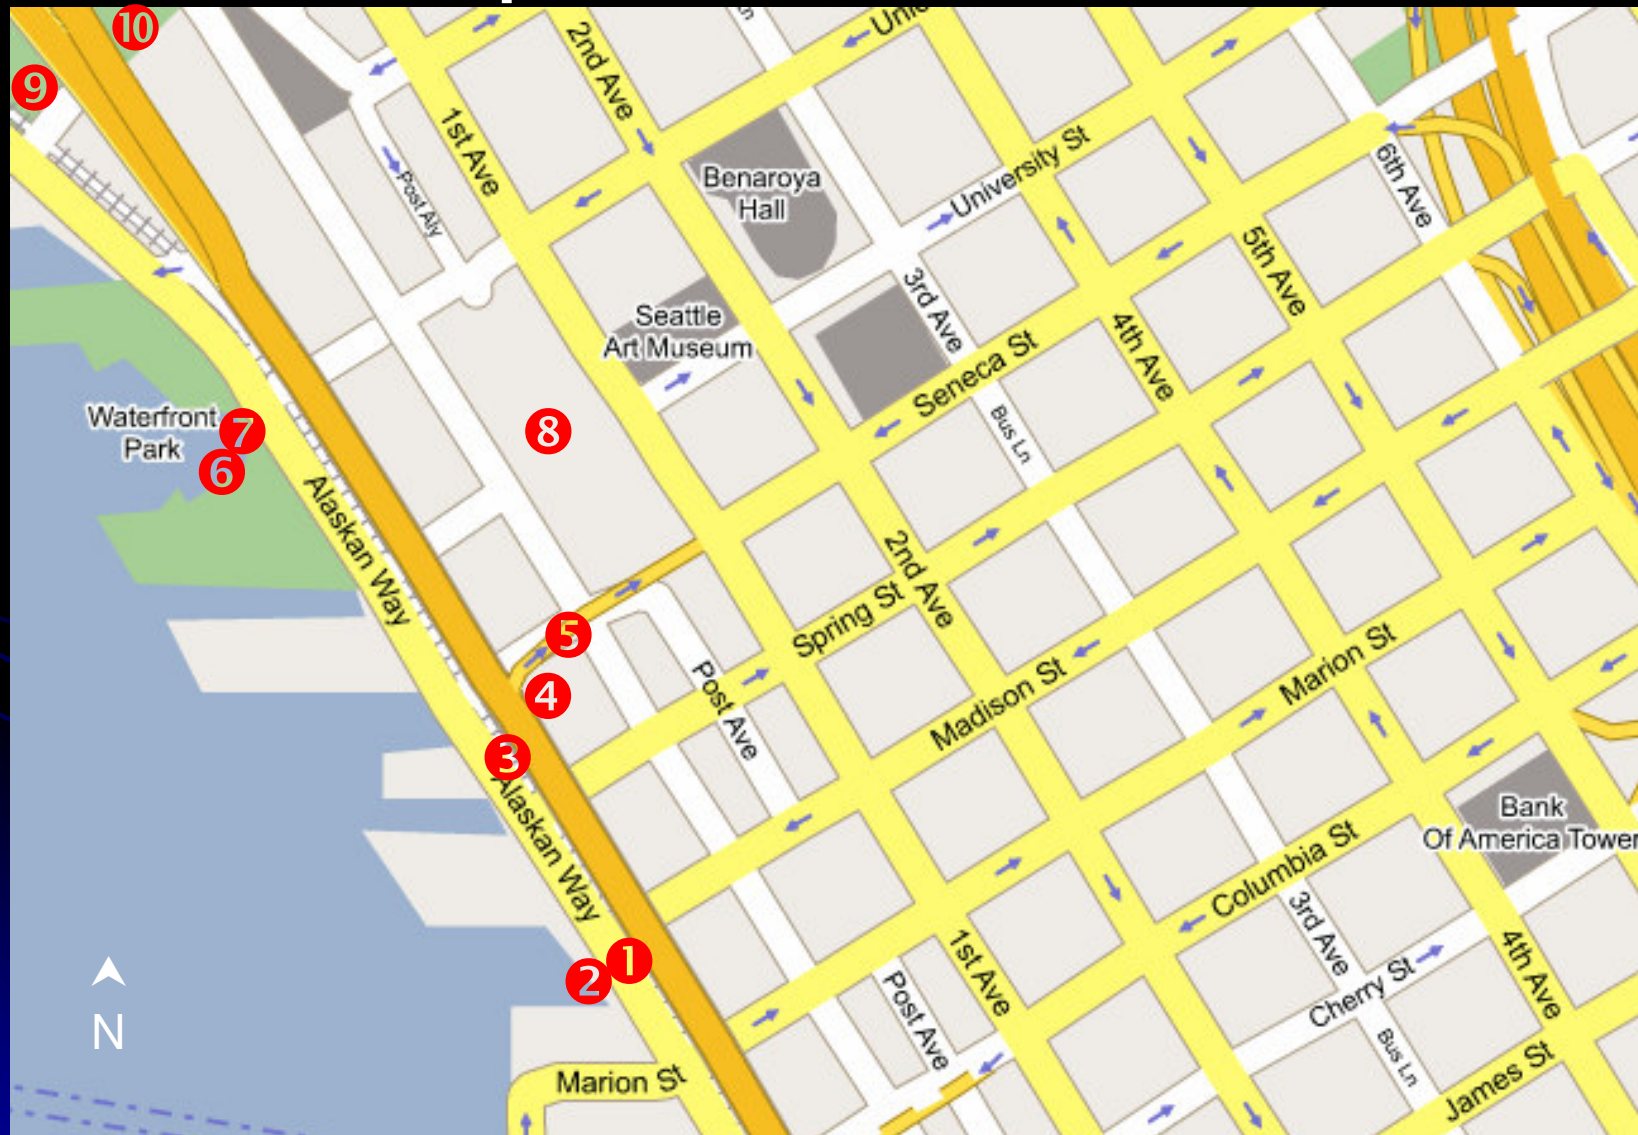 10
9
2nd Ave
1st Ave
Post Aly
Benaroya
Hall
University St
6th Ave
5th Ave
Seattle
Art Museum
3rd Ave
4th Ave
Seneca St
Bus Ln
Waterfront
Park
7
6
8
Alaskan Way
2nd Ave
Spring St
5
4
Post Ave
Madison St
Marion St
3
Alaskan Way
Bank
Of America Tower
Columbia St
3rd Ave
4th Ave
1
2
1st Ave
Post Ave
Cherry St
Bus Ln
James St
N
Marion St